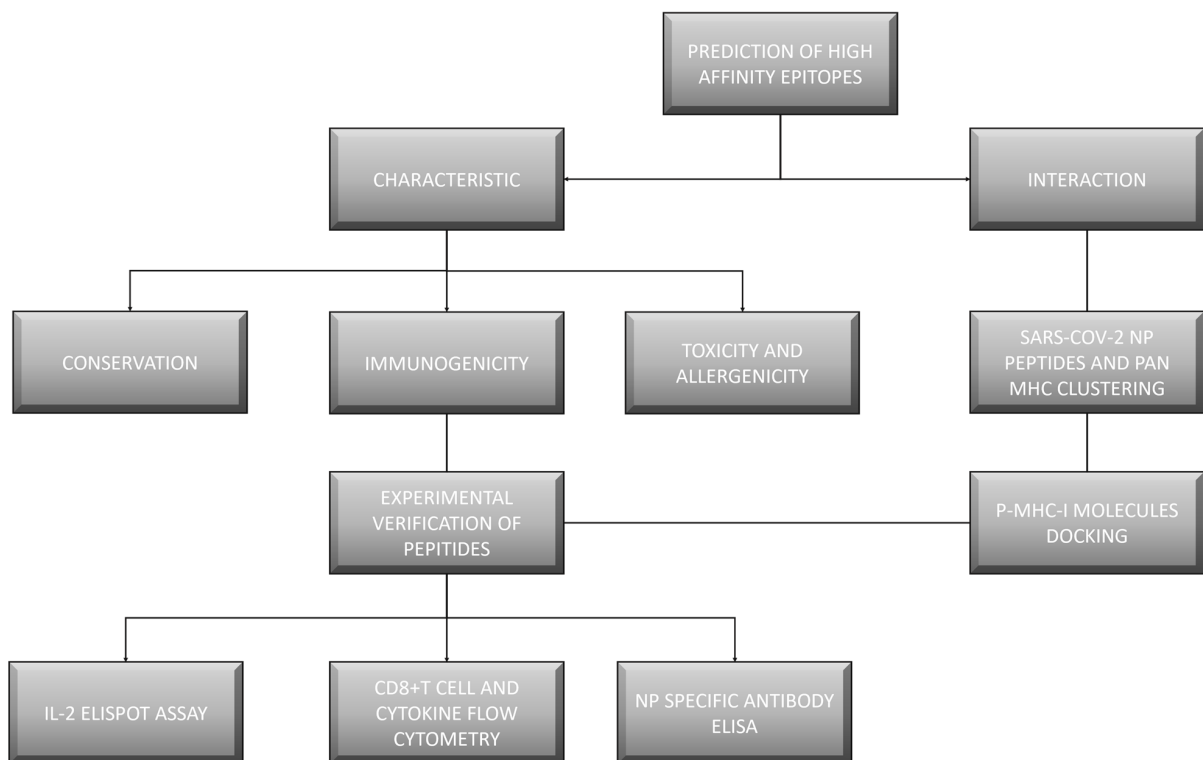 PREDICTION OF HIGH
AFFINITY EPITOPES
CHARACTERISTIC
INTERACTION
CONSERVATION
IMMUNOGENICITY
TOXICITY AND
ALLERGENICITY
SARS-COV-2 NP
PEPTIDES AND PAN
MHC CLUSTERING
EXPERIMENTAL
VERIFICATION OF
PEPITIDES
P-MHC-I MOLECULES
DOCKING
IL-2 ELISPOT ASSAY
CD8+T CELL AND
CYTOKINE FLOW
CYTOMETRY
NP SPECIFIC ANTIBODY
ELISA